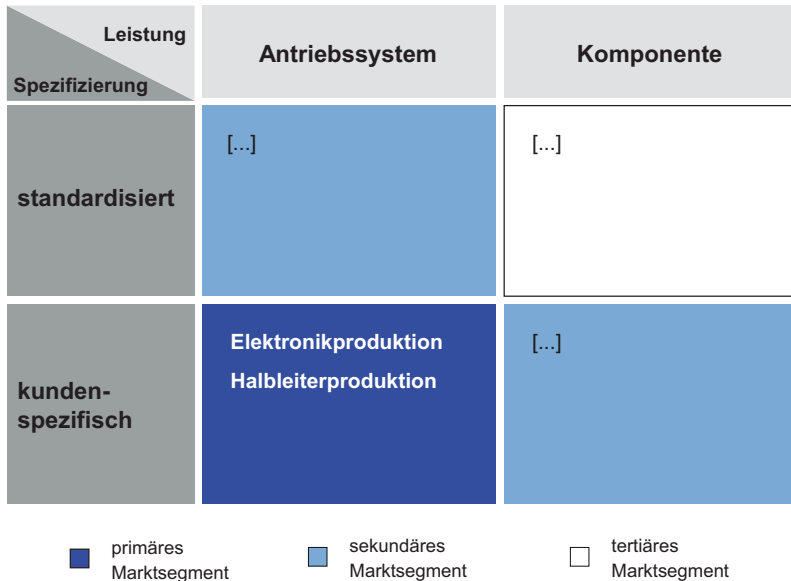 Leistung
Spezifizierung
Antriebssystem
Komponente
standardisiert
[...]
[...]
kunden-
spezifisch
Elektronikproduktion
Halbleiterproduktion
[...]
primäres
Marktsegment
sekundäres
Marktsegment
tertiäres
Marktsegment